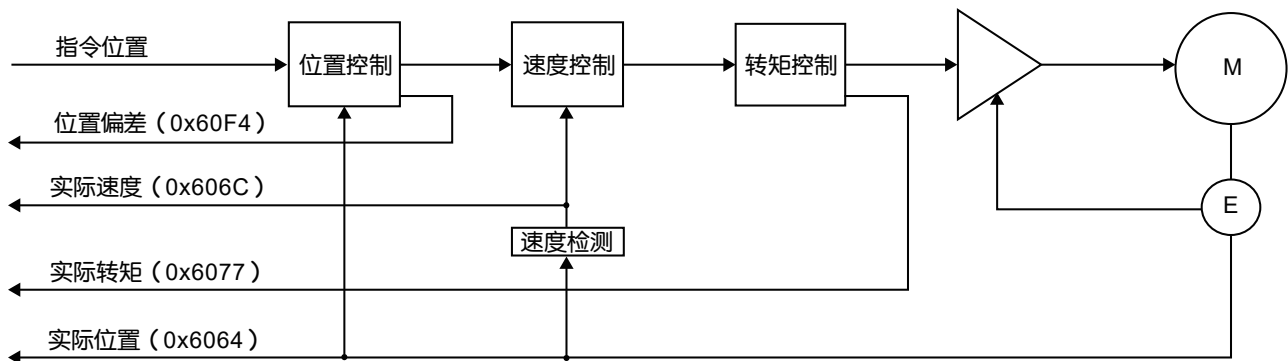 指令位置
位置控制
速度控制
转矩控制
M
位置偏差（0x60F4）
实际速度（0x606C）
E
速度检测
实际转矩（0x6077）
实际位置（0x6064）